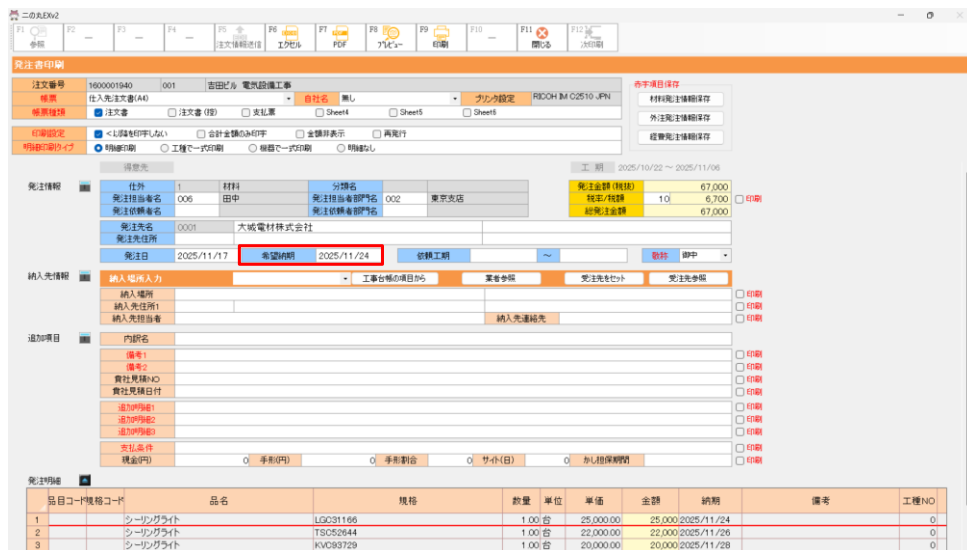 二の丸EXv2
F1 参照 F2 F3 F4 F5 注文情報送信 F6 エクセル F7 PDF F8 プレビュー F9 印刷 F10 F11 閉じる F12 次印刷
発注書印刷
注文番号 1600001940 001 吉田ビル 電気設備工事 赤字項目保存
帳票 仕入先注文書(A4) 自社名 無し プリンタ設定 RICOH IM C2510 JPN 材料発注情報保存
帳票種類 注文書 注文書(控) 支払票 Sheet4 Sheet5 Sheet6 外注発注情報保存
印刷設定 <以降を印字しない 合計金額のみ印字 金額非表示 再発行 経費発注情報保存
明細印刷タイプ 明細印刷 工種で一式印刷 機器で一式印刷 明細なし
得意先 工 期 2025/10/22 ～ 2025/11/06
発注情報 仕外 1 材料 分類名 発注金額(税抜) 67,000
発注担当者名 006 田中 発注担当者部門名 002 東京支店 税率/税額 10 6,700 印刷
発注依頼者名 発注依頼者部門名 総発注金額 67,000
発注先名 0001 大城電材株式会社
発注先住所
発注日 2025/11/17 希望納期 2025/11/24 依頼工期 ～ 敬称 御中
納入先情報 納入場所入力 工事台帳の項目から 業者参照 受注先をセット 受注先参照
納入場所 印刷
納入先住所1 印刷
納入先担当者 納入先連絡先 印刷
追加項目 内訳名
備考1 印刷
備考2 印刷
貴社見積NO 印刷
貴社見積日付 印刷
追加明細1 印刷
追加明細2 印刷
追加明細3 印刷
支払条件 印刷
現金(円) 0 手形(円) 0 手形割合 0 サイト(日) 0 かし担保期間 印刷
発注明細
品目コード 規格コード 品名 規格 数量 単位 単価 金額 納期 備考 工種NO
1 シーリングライト LGC31166 1.00 台 25,000.00 25,000 2025/11/24 0
2 シーリングライト TSC52644 1.00 台 22,000.00 22,000 2025/11/26 0
3 シーリングライト KVC93729 1.00 台 20,000.00 20,000 2025/11/28 0